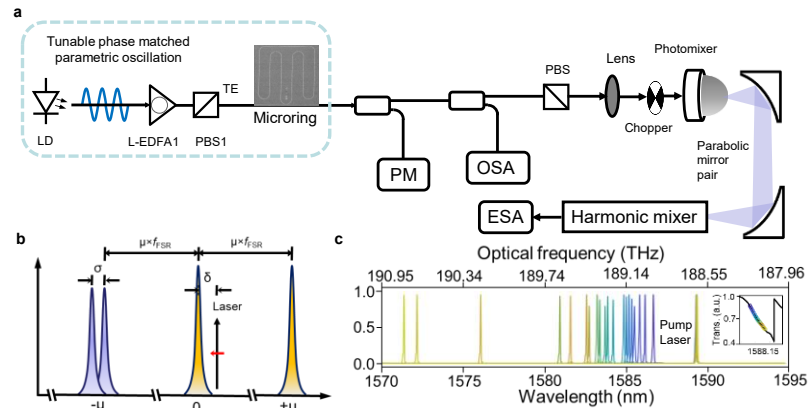 a
Tunable phase matched
parametric oscillation
TE
LD
L-EDFA1
PBS1
Microring
PM
OSA
PBS
Lens
Chopper
Photomixer
Parabolic
mirror
pair
ESA
Harmonic mixer
b
μ×fFSR
μ×fFSR
σ
δ
Laser
-μ
0
+μ
c
Optical frequency (THz)
190.95 190.34 189.74 189.14 188.55 187.96
1.0
0.5
0.0
Pump
Laser
Trans. (a.u.)
1.0
0.7
0.4
1588.15
1570 1575 1580 1585 1590 1595
Wavelength (nm)